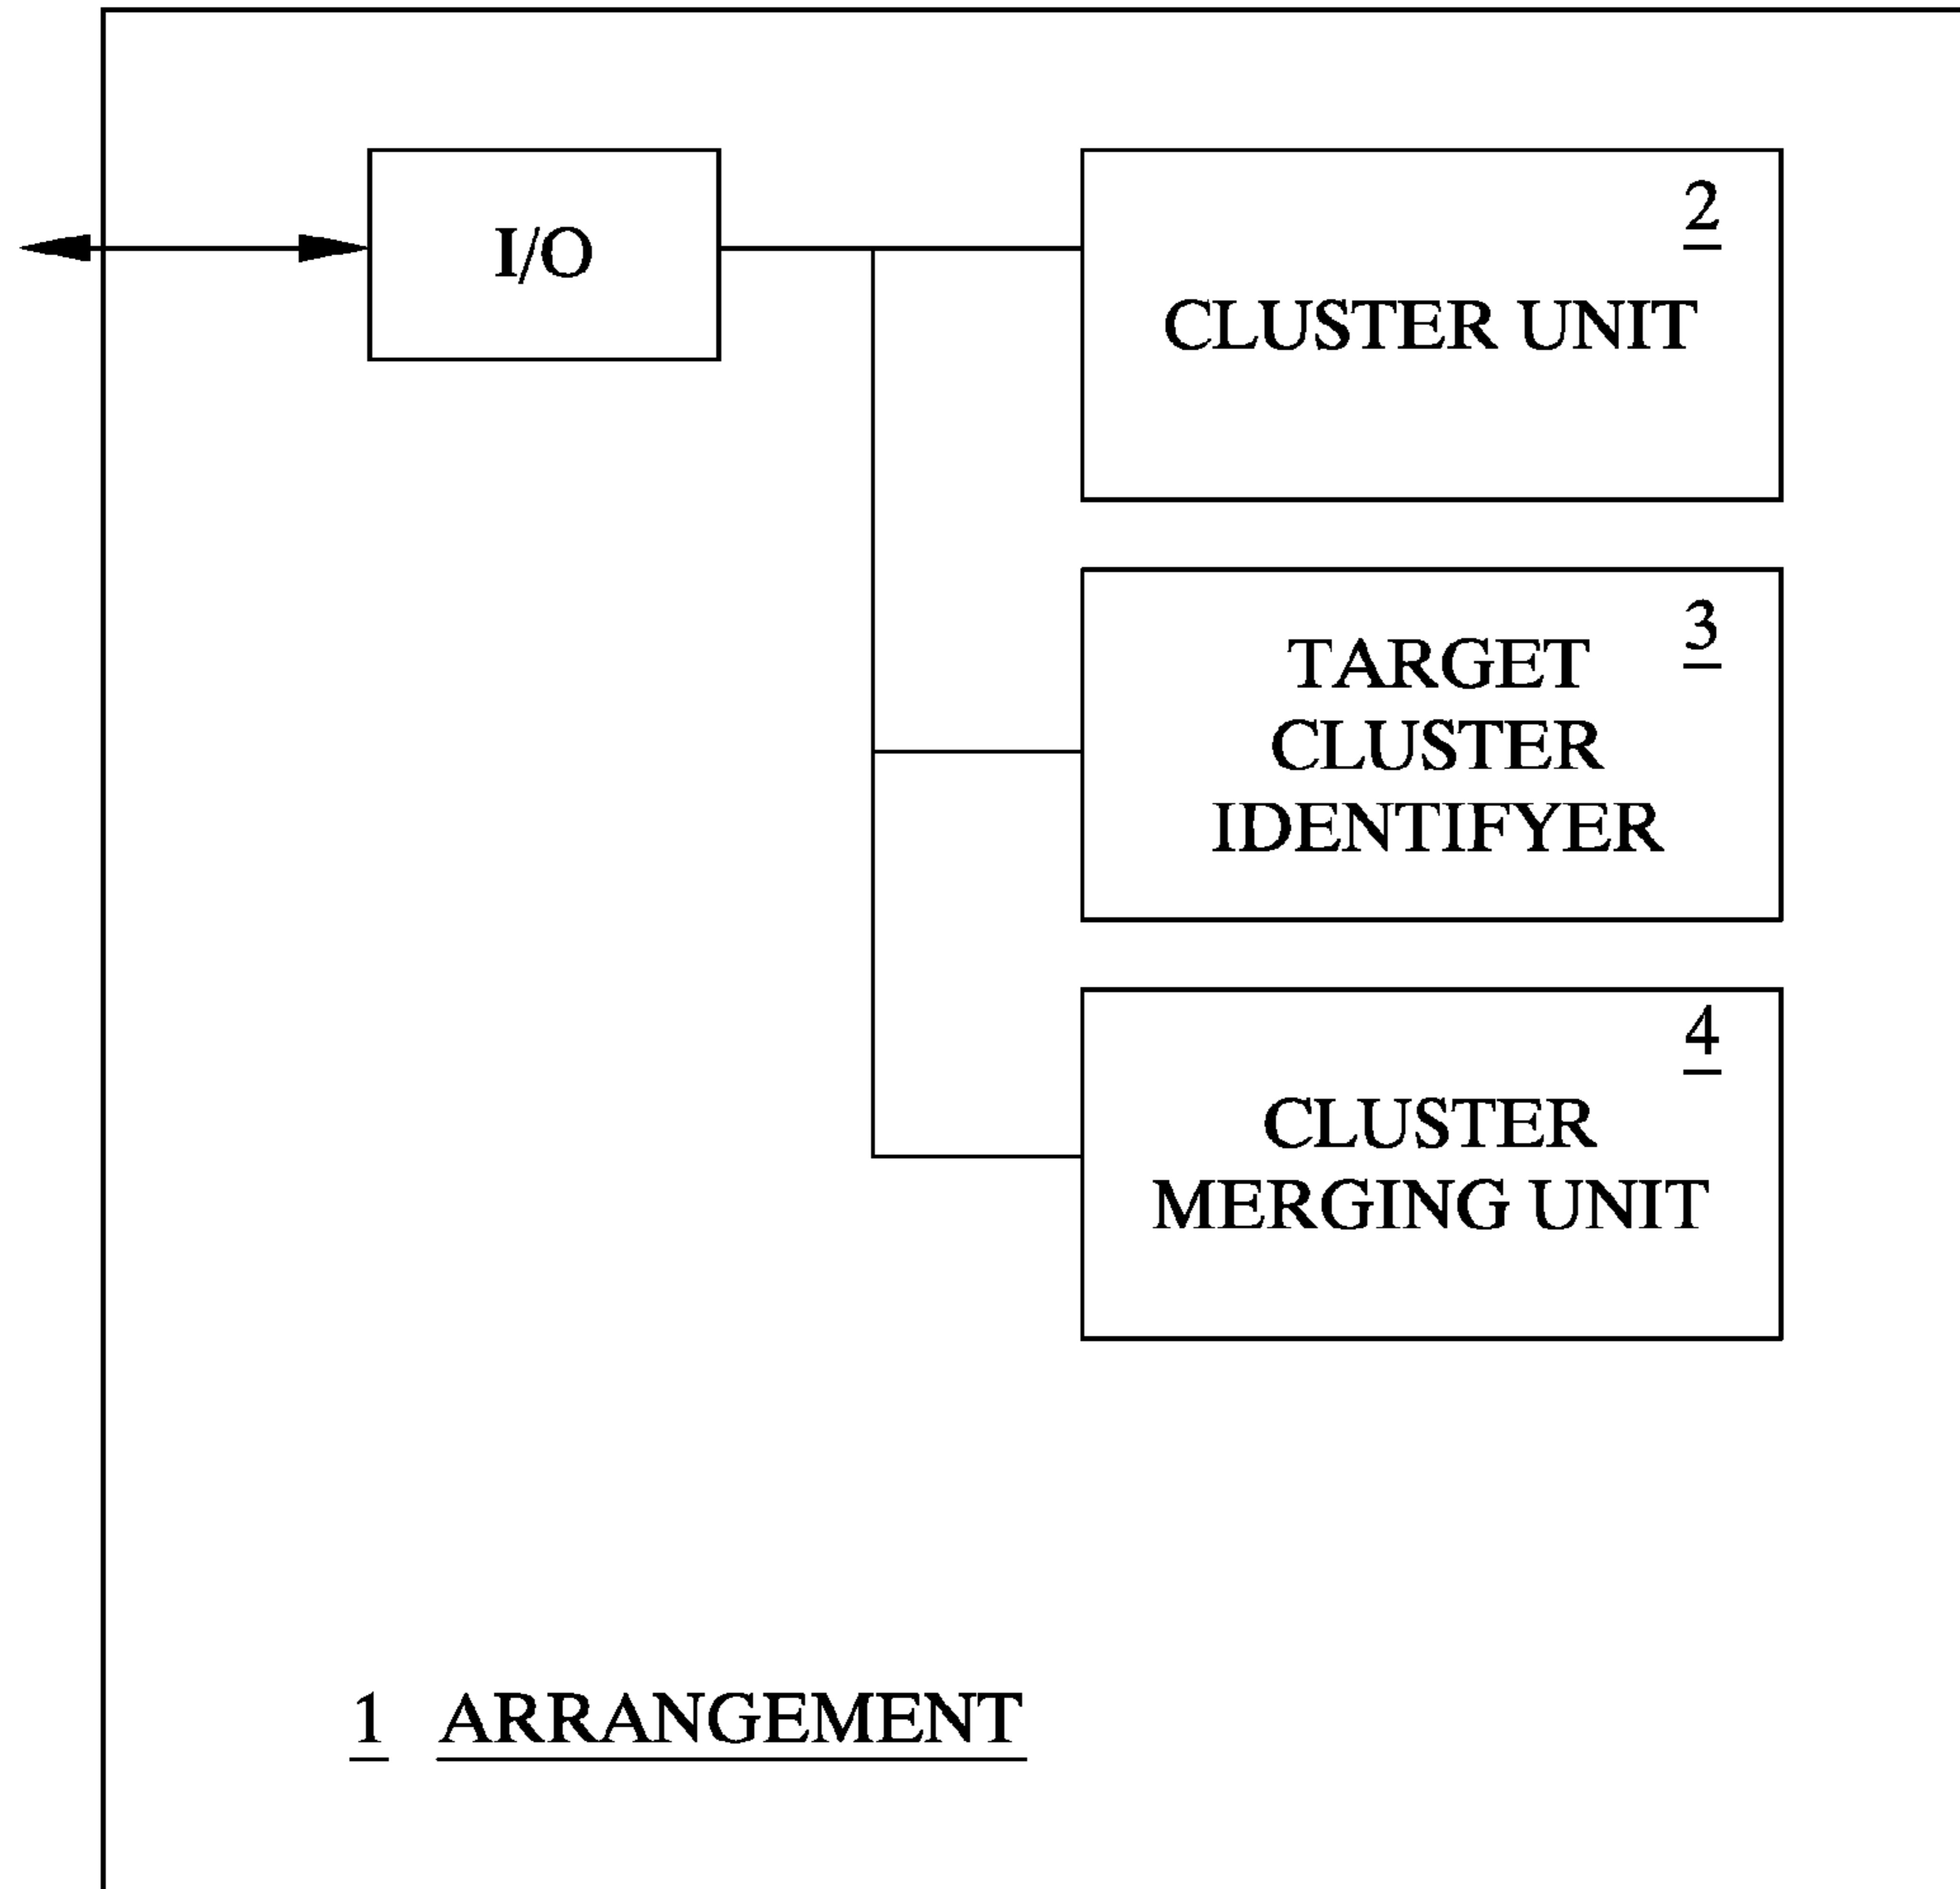 I/O
2
CLUSTER UNIT
3
TARGET
CLUSTER
IDENTIFYER
4
CLUSTER
MERGING UNIT
1 ARRANGEMENT